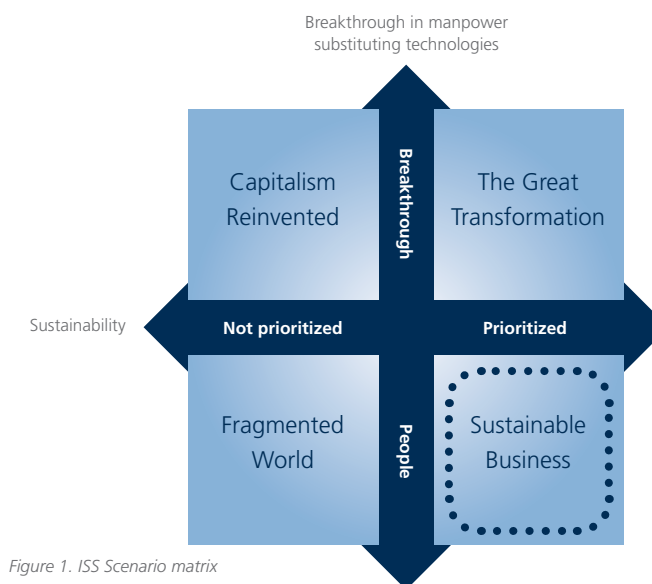 Breakthrough in manpower
substituting technologies
Capitalism
Reinvented
Breakthrough
The Great
Transformation
Sustainability
Not prioritized
Prioritized
Fragmented
World
People
Sustainable
Business
Figure 1. ISS Scenario matrix